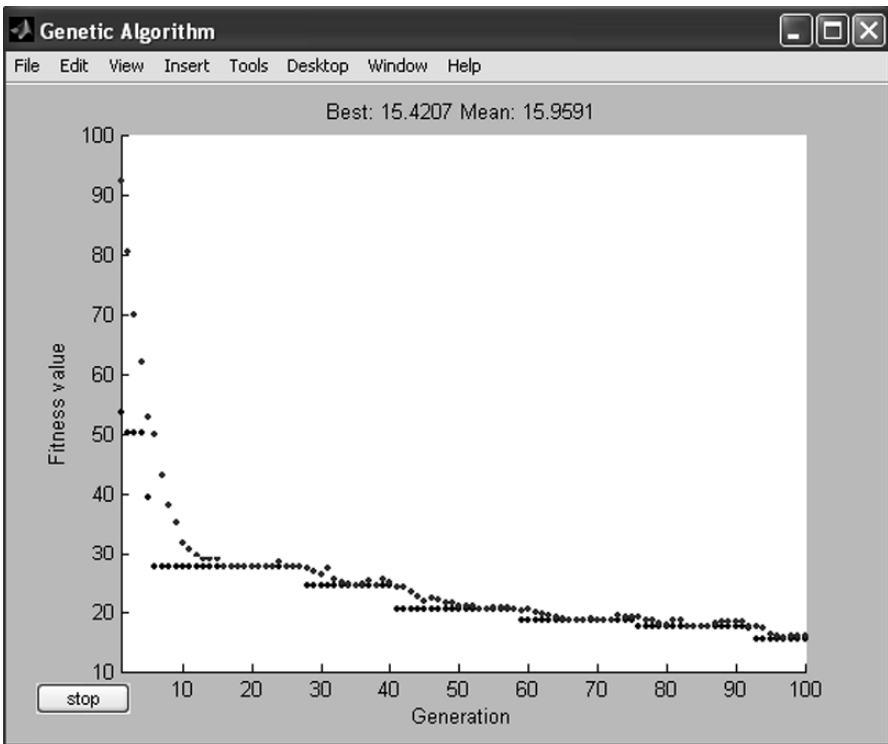 Genetic Algorithm
File Edit View Insert Tools Desktop Window Help
Best: 15.4207 Mean: 15.9591
100
90
80
70
60
50
40
30
20
10
Fitness value
10 20 30 40 50 60 70 80 90 100
Generation
stop